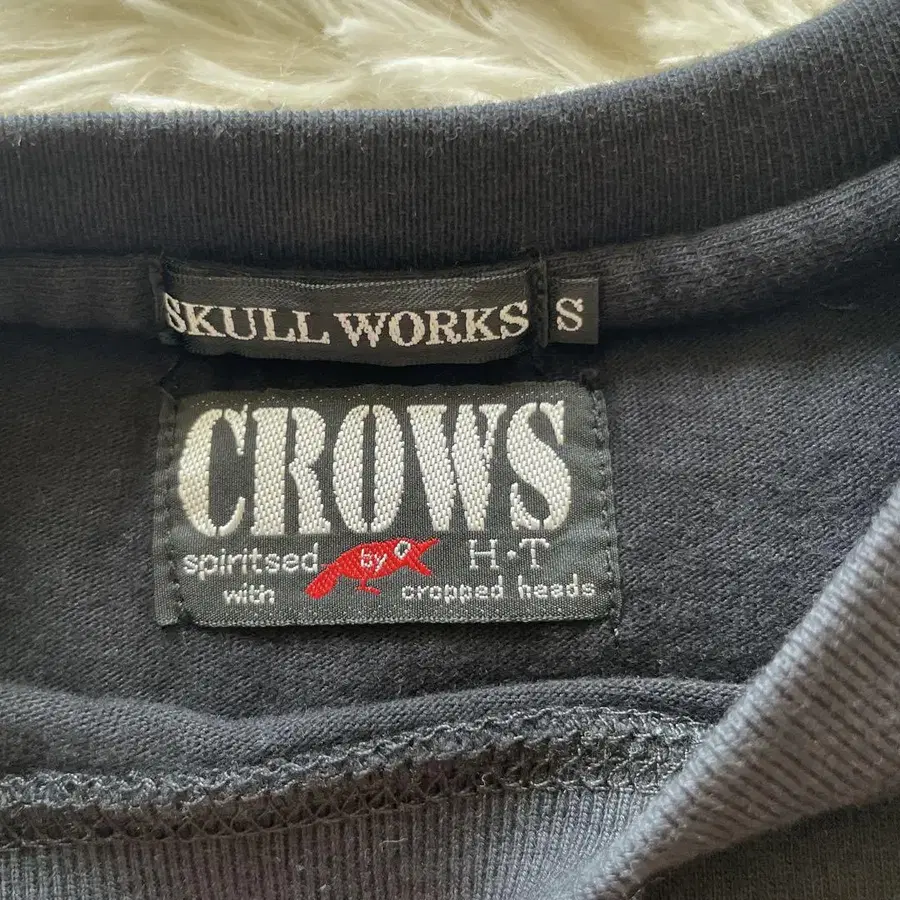 SKULL WORKS S
CROWS
spiritsed by H·T
with cropped heads